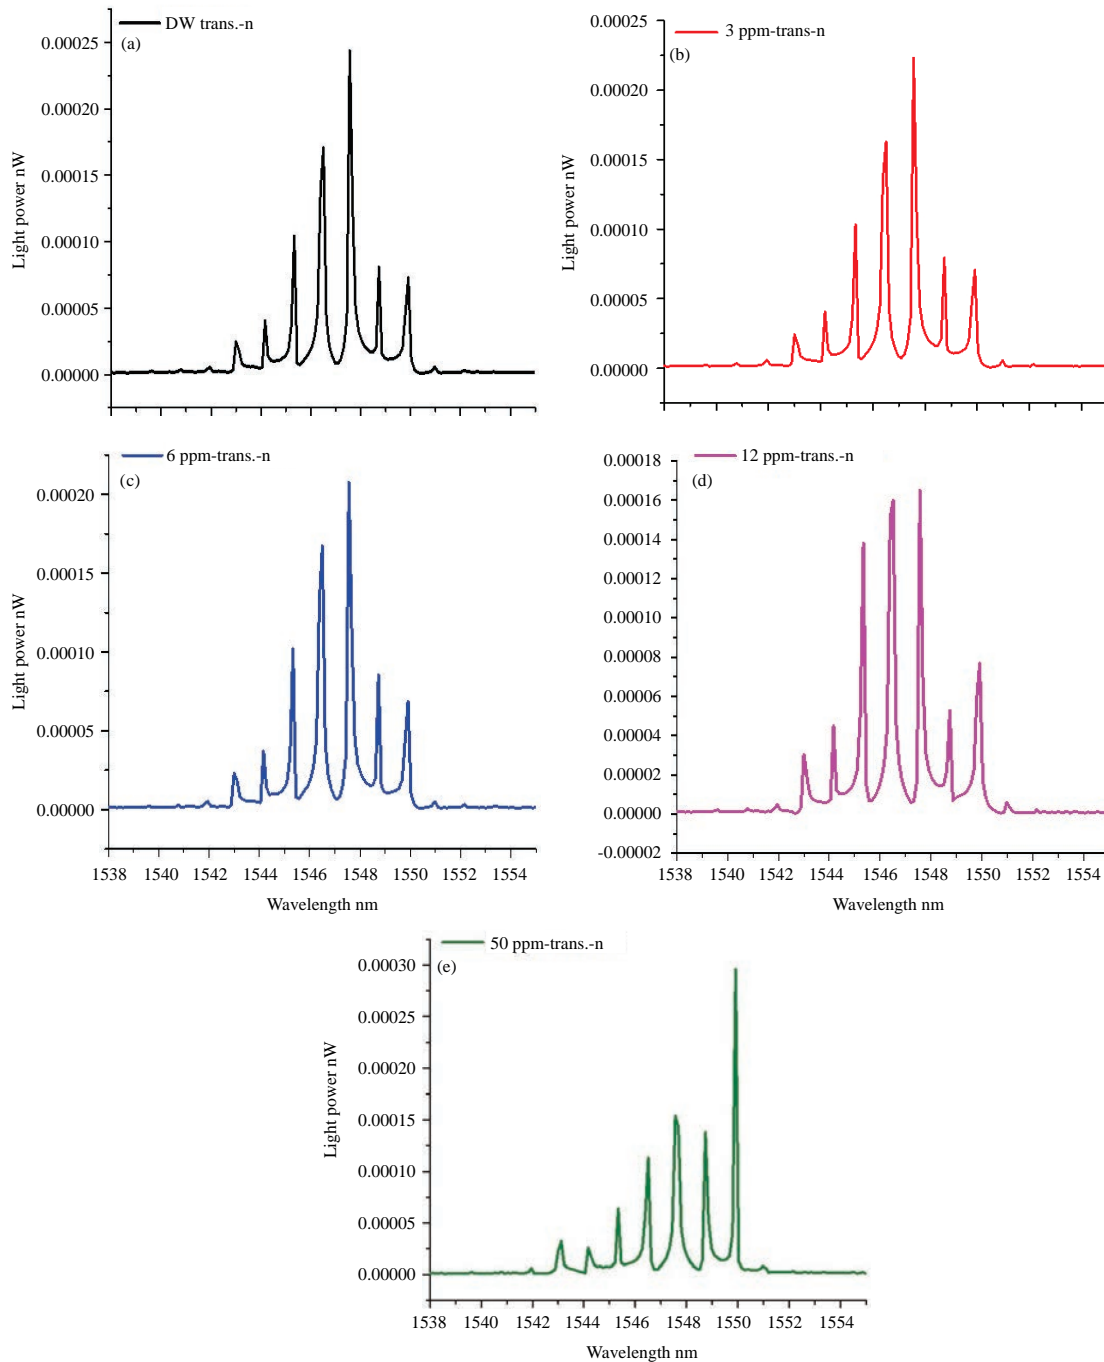 DW trans.-n
(a)
0.00025
0.00020
0.00015
0.00010
0.00005
0.00000
Light power nW
3 ppm-trans-n
(b)
0.00025
0.00020
0.00015
0.00010
0.00005
0.00000
Light power nW
6 ppm-trans.-n
(c)
0.00020
0.00015
0.00010
0.00005
0.00000
Light power nW
1538 1540 1542 1544 1546 1548 1550 1552 1554
Wavelength nm
12 ppm-trans.-n
(d)
0.00018
0.00016
0.00014
0.00012
0.00010
0.00008
0.00006
0.00004
0.00002
0.00000
-0.00002
1538 1540 1542 1544 1546 1548 1550 1552 1554
Wavelength nm
50 ppm-trans.-n
(e)
0.00030
0.00025
0.00020
0.00015
0.00010
0.00005
0.00000
Light power nW
1538 1540 1542 1544 1546 1548 1550 1552 1554
Wavelength nm